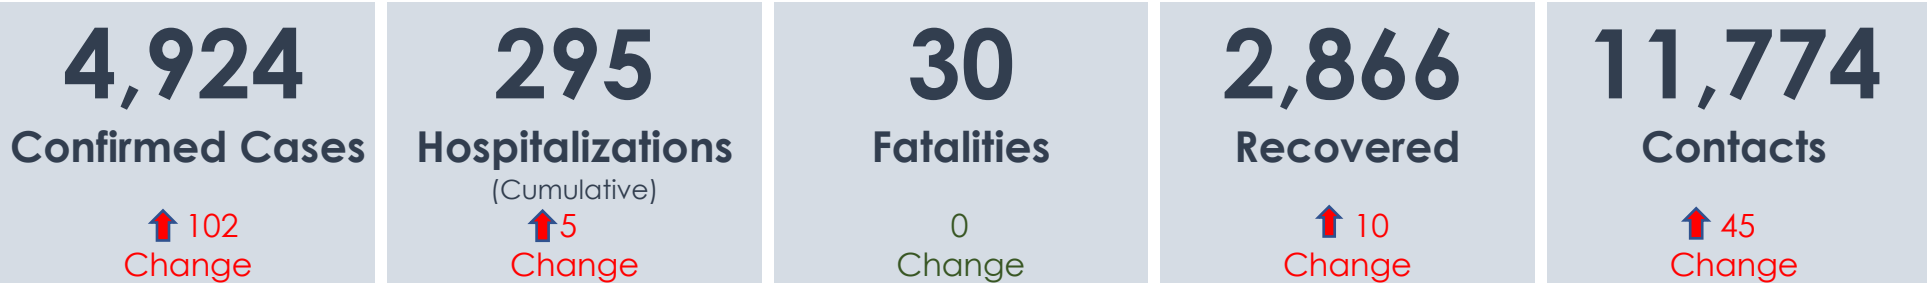 4,924
Confirmed Cases
102
Change
295
Hospitalizations
(Cumulative)
5
Change
30
Fatalities
0
Change
2,866
Recovered
10
Change
11,774
Contacts
45
Change